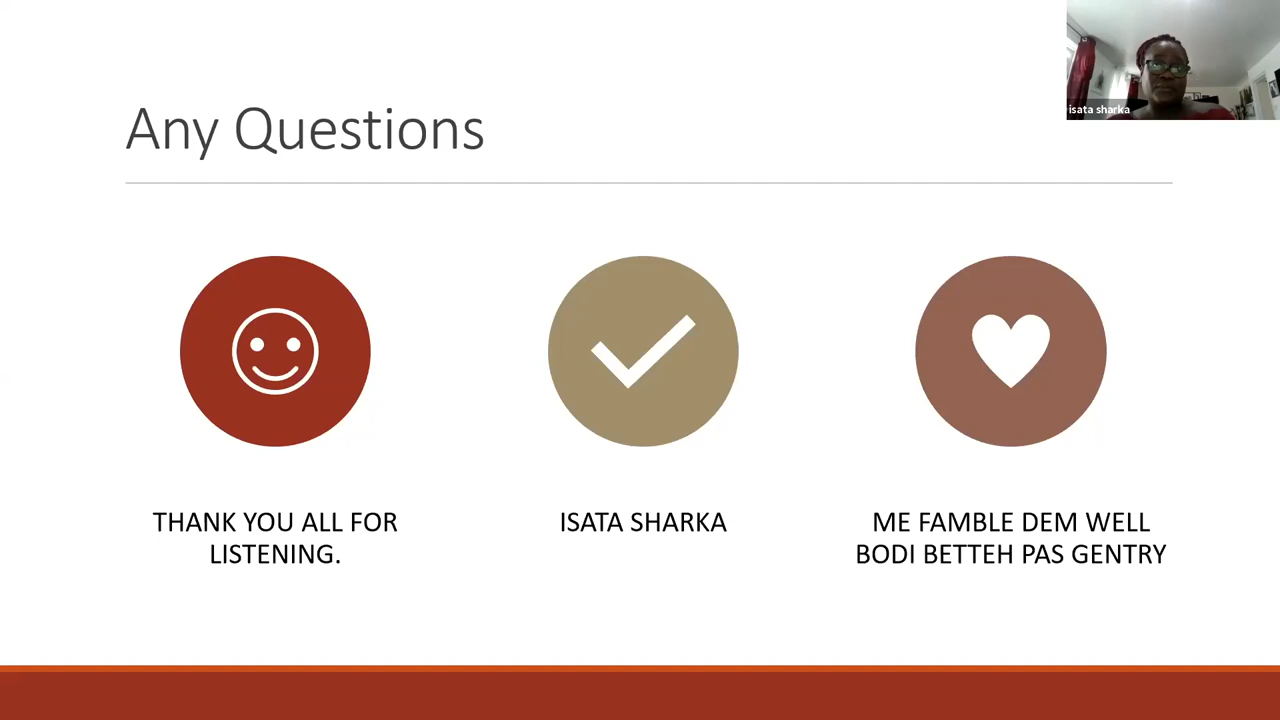 isata sharka
Any Questions
THANK YOU ALL FOR
LISTENING.
ISATA SHARKA
ME FAMBLE DEM WELL
BODI BETTEH PAS GENTRY